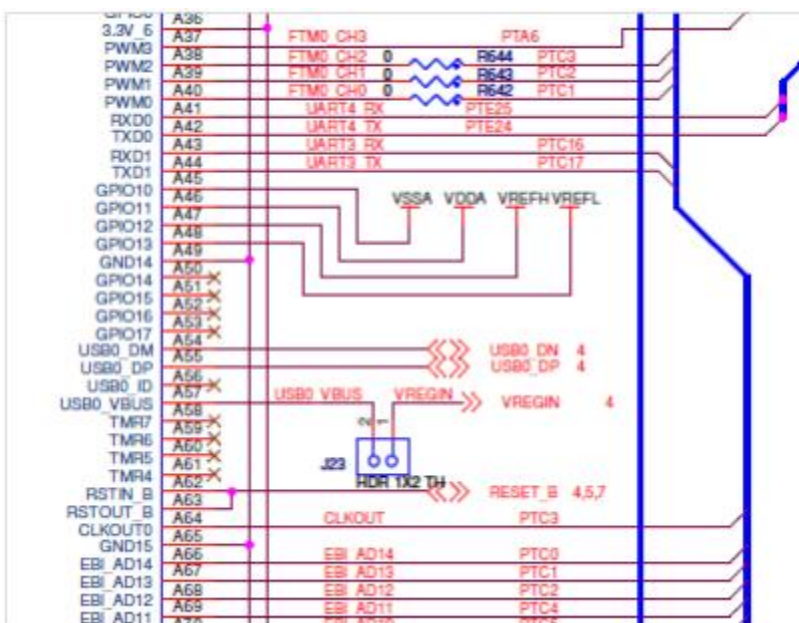 A36
3.3V_6 A37 FTM0_CH3 PTA6
PWM3 A38 FTM0_CH2 0 R644 PTC3
PWM2 A39 FTM0_CH1 0 R643 PTC2
PWM1 A40 FTM0_CH0 0 R642 PTC1
PWM0 A41 UART4_RX PTE25
RXD0 A42 UART4_TX PTE24
TXD0 A43 UART3_RX PTC16
RXD1 A44 UART3_TX PTC17
TXD1 A45
GPIO10 A46 VSSA VDDA VREFH VREFL
GPIO11 A47
GPIO12 A48
GPIO13 A49
GND14 A50
GPIO14 A51
GPIO15 A52
GPIO16 A53
GPIO17 A54
USB0_DM A55 USB0_DN 4
USB0_DP A56 USB0_DP 4
USB0_ID A57 USB0_VBUS VREGIN
USB0_VBUS A58 VREGIN 4
TMR7 A59 2 1
TMR6 A60
TMR5 A61 J23
TMR4 A62 HDR 1X2 TH
RSTIN_B A63 RESET_B 4,5,7
RSTOUT_B A64 CLKOUT PTC3
CLKOUT0 A65
GND15 A66 EBI_AD14 PTC0
EBI_AD14 A67 EBI_AD13 PTC1
EBI_AD13 A68 EBI_AD12 PTC2
EBI_AD12 A69 EBI_AD11 PTC4
EBI_AD11